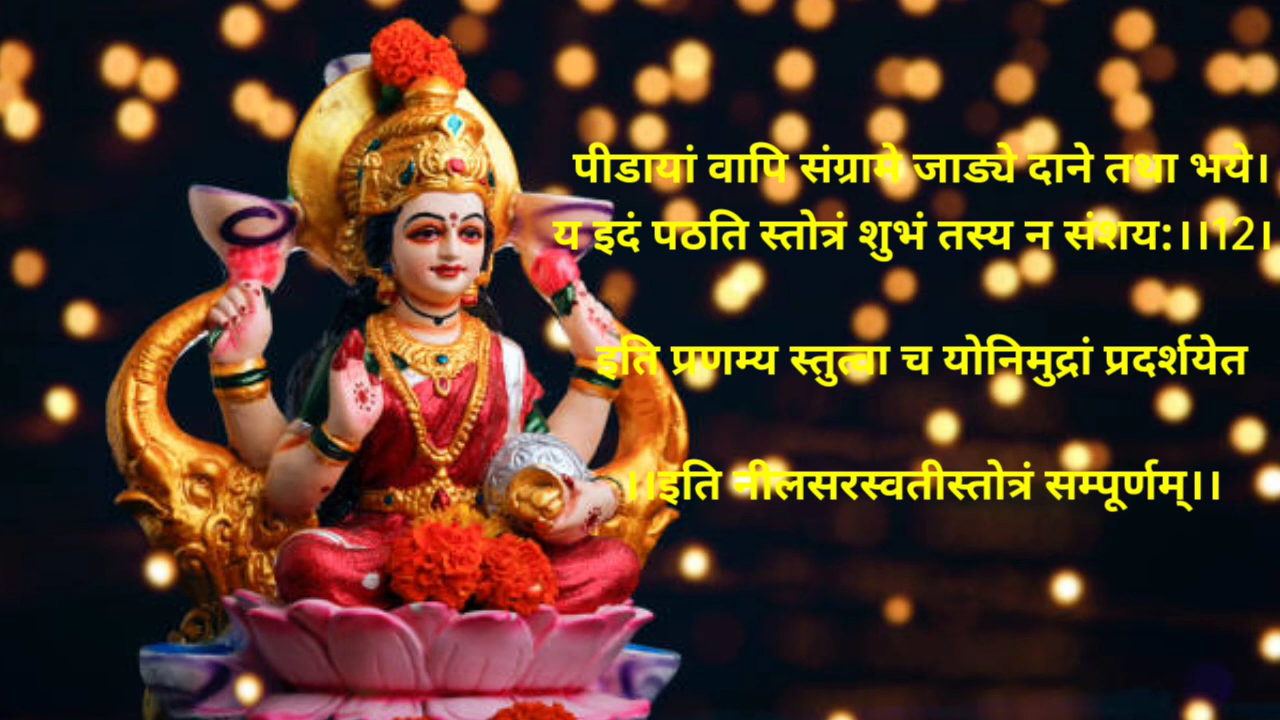 पीडायां वापि संग्रामे जाड्ये दाने तथा भये।
य इदं पठति स्तोत्रं शुभं तस्य न संशय:।।12।
इति प्रणम्य स्तुत्वा च योनिमुद्रां प्रदर्शयेत
।।इति नीलसरस्वतीस्तोत्रं सम्पूर्णम्।।